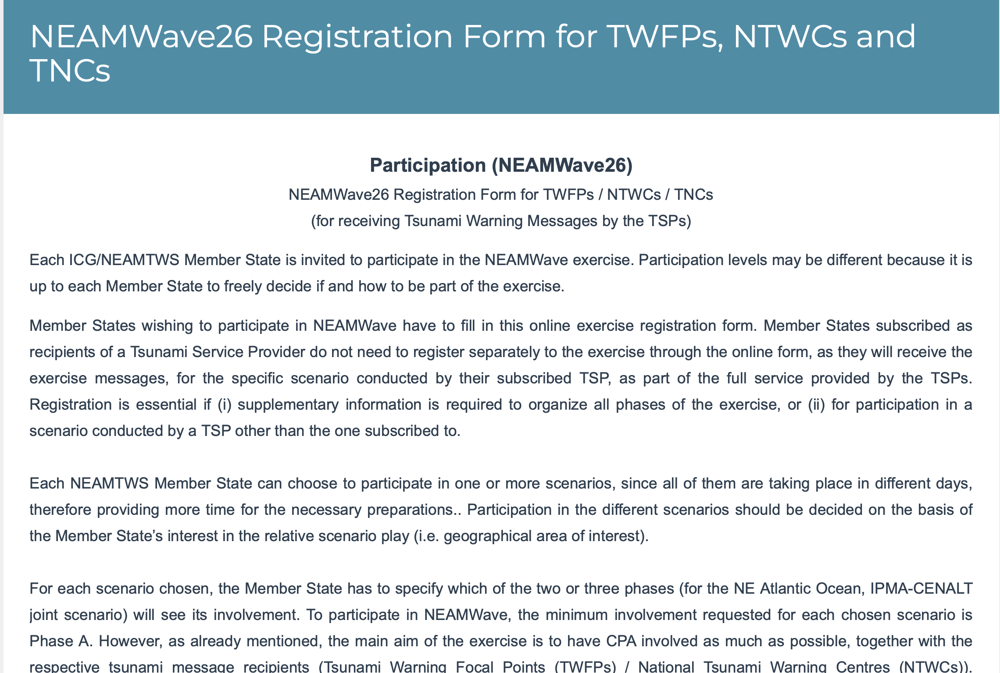 NEAMWave26 Registration Form for TWFPs, NTWCs and
TNCs
Participation (NEAMWave26)
NEAMWave26 Registration Form for TWFPs / NTWCs / TNCs
(for receiving Tsunami Warning Messages by the TSPs)
Each ICG/NEAMTWS Member State is invited to participate in the NEAMWave exercise. Participation levels may be different because it is
up to each Member State to freely decide if and how to be part of the exercise.
Member States wishing to participate in NEAMWave have to fill in this online exercise registration form. Member States subscribed as
recipients of a Tsunami Service Provider do not need to register separately to the exercise through the online form, as they will receive the
exercise messages, for the specific scenario conducted by their subscribed TSP, as part of the full service provided by the TSPs.
Registration is essential if (i) supplementary information is required to organize all phases of the exercise, or (ii) for participation in a
scenario conducted by a TSP other than the one subscribed to.
Each NEAMTWS Member State can choose to participate in one or more scenarios, since all of them are taking place in different days,
therefore providing more time for the necessary preparations.. Participation in the different scenarios should be decided on the basis of
the Member State’s interest in the relative scenario play (i.e. geographical area of interest).
For each scenario chosen, the Member State has to specify which of the two or three phases (for the NE Atlantic Ocean, IPMA-CENALT
joint scenario) will see its involvement. To participate in NEAMWave, the minimum involvement requested for each chosen scenario is
Phase A. However, as already mentioned, the main aim of the exercise is to have CPA involved as much as possible, together with the
respective tsunami message recipients (Tsunami Warning Focal Points (TWFPs) / National Tsunami Warning Centres (NTWCs)).